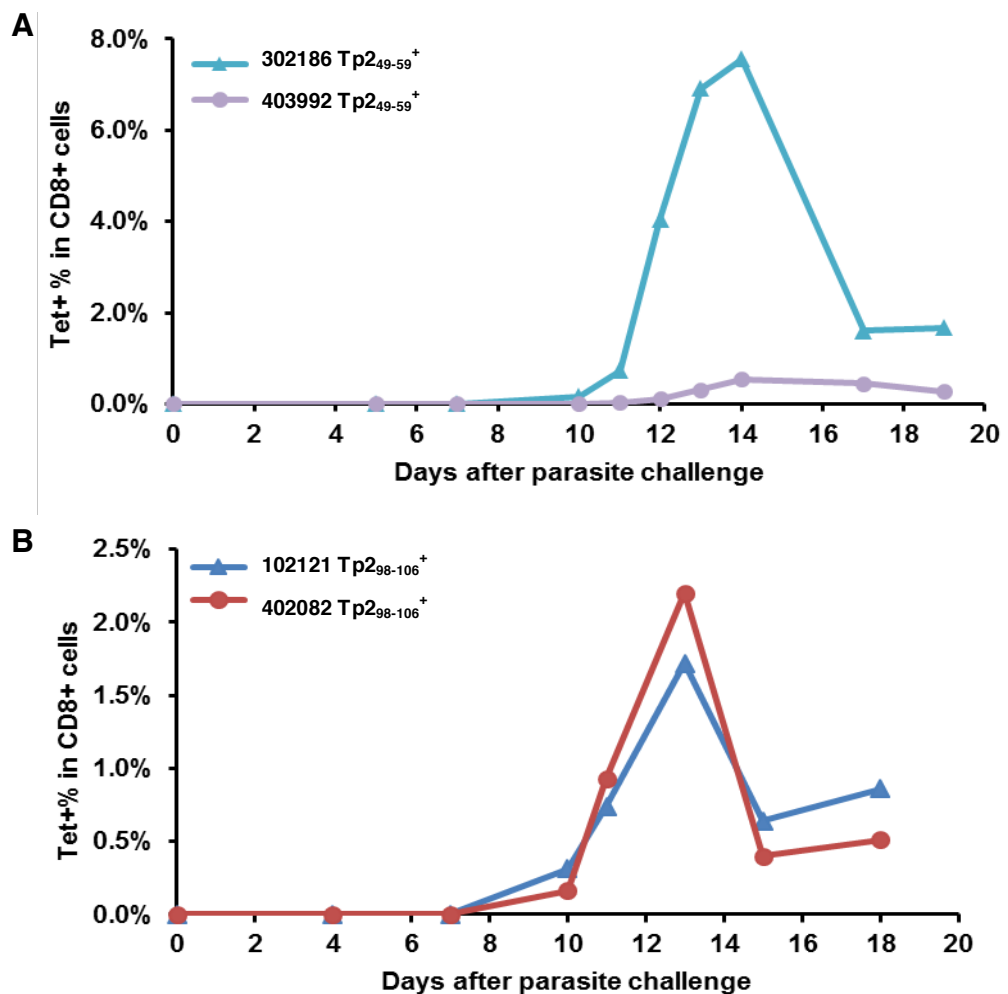 A
8.0%
6.0%
4.0%
2.0%
0.0%
Tet+ % in CD8+ cells
302186 Tp2₄₉₋₅₉⁺
403992 Tp2₄₉₋₅₉⁺
0 2 4 6 8 10 12 14 16 18 20
Days after parasite challenge
B
2.5%
2.0%
1.5%
1.0%
0.5%
0.0%
Tet+% in CD8+ cells
102121 Tp2₉₈₋₁₀₆⁺
402082 Tp2₉₈₋₁₀₆⁺
0 2 4 6 8 10 12 14 16 18 20
Days after parasite challenge